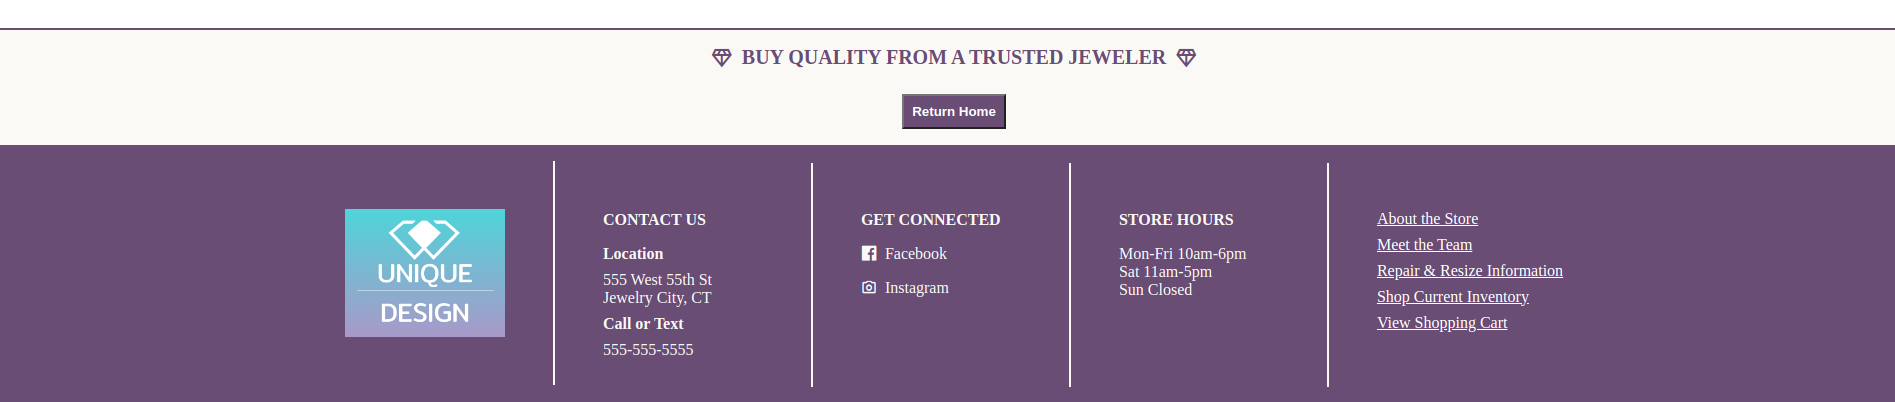 BUY QUALITY FROM A TRUSTED JEWELER
Return Home
UNIQUE
DESIGN
CONTACT US
Location
555 West 55th St
Jewelry City, CT
Call or Text
555-555-5555
GET CONNECTED
Facebook
Instagram
STORE HOURS
Mon-Fri 10am-6pm
Sat 11am-5pm
Sun Closed
About the Store
Meet the Team
Repair & Resize Information
Shop Current Inventory
View Shopping Cart